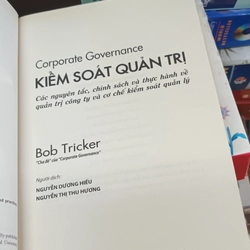 Corporate Governance
KIỂM SOÁT QUẢN TRỊ
Các nguyên tắc, chính sách và thực hành về
quản trị công ty và cơ chế kiểm soát quản lý
Bob Tricker
"Cha đẻ" của "Corporate Governance"
Người dịch:
NGUYỄN DƯƠNG HIẾU
NGUYỄN THỊ THU HƯƠNG